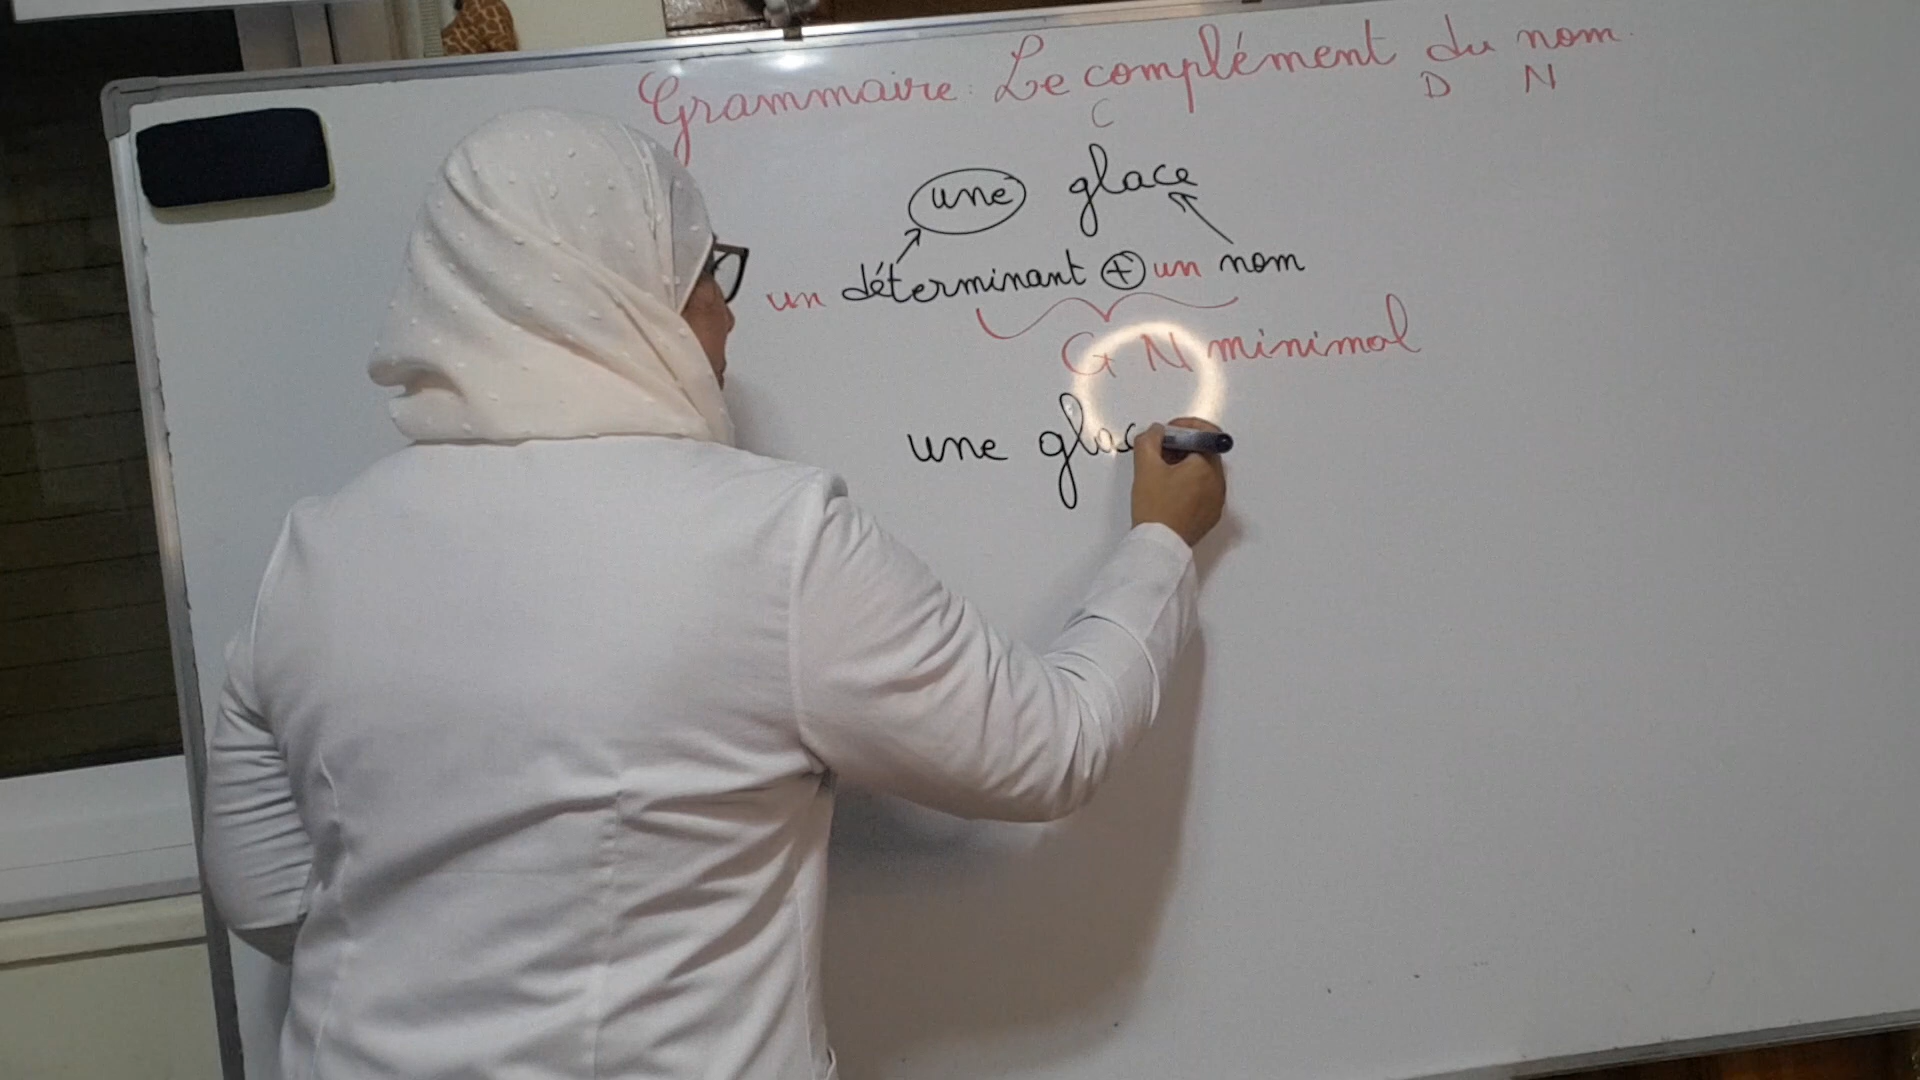 Grammaire: Le complément du nom.
C D N
une glace
un déterminant + un nom
G N minimal
une glac